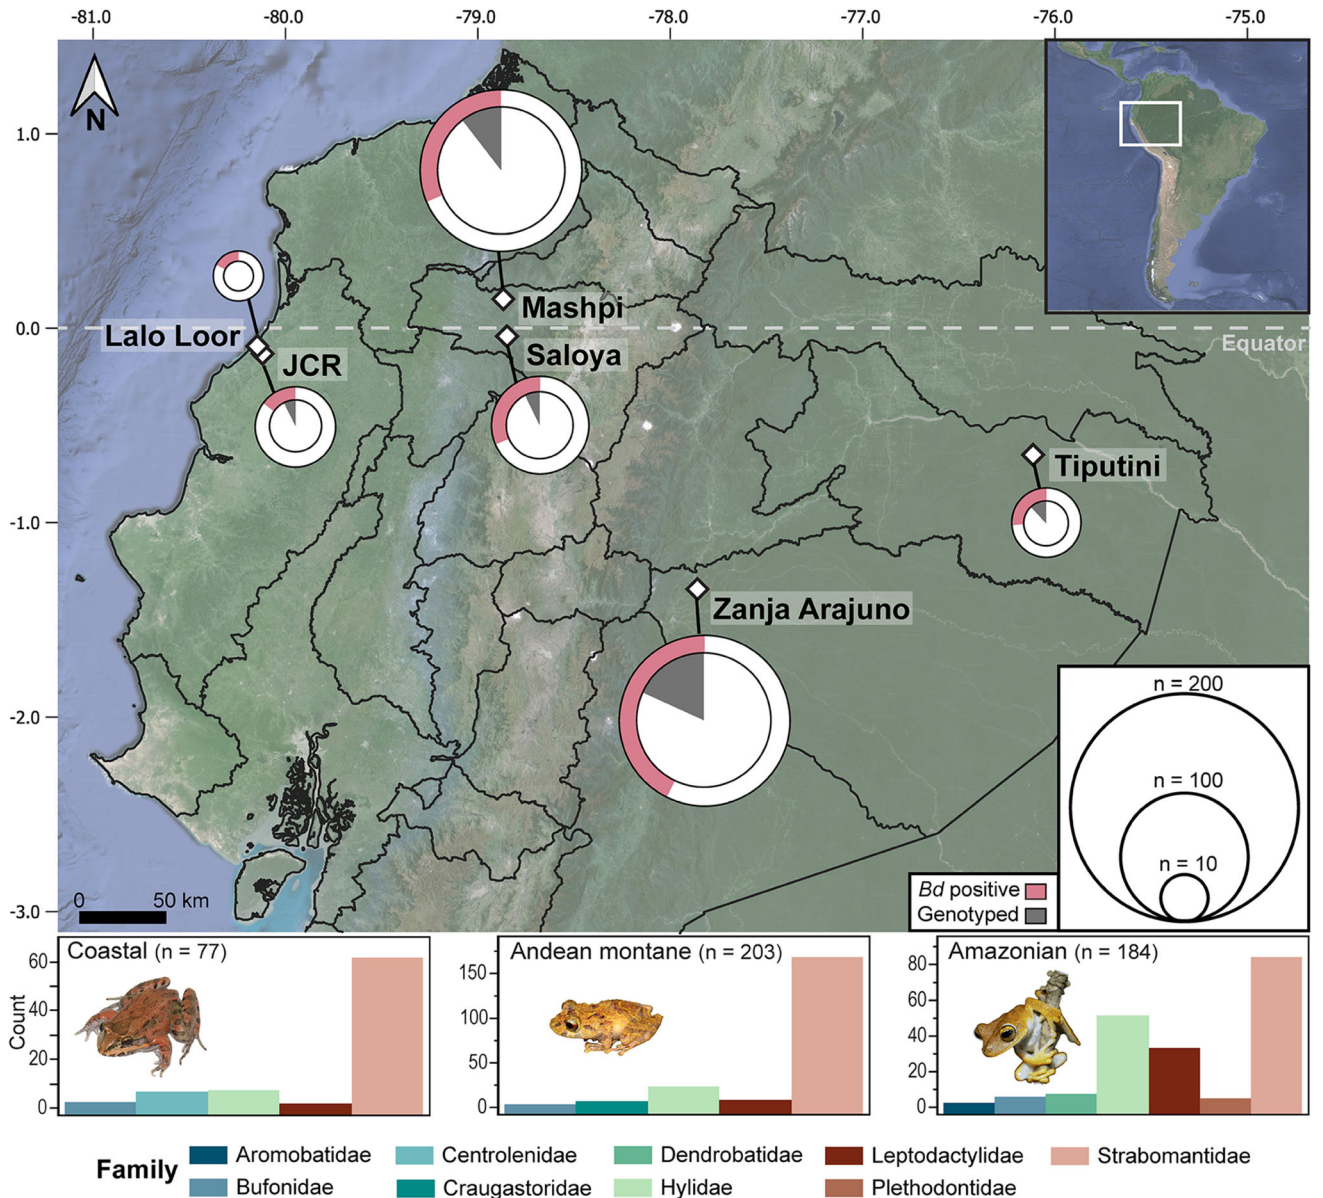 -81.0 -80.0 -79.0 -78.0 -77.0 -76.0 -75.0
N
1.0
0.0
-1.0
-2.0
-3.0
Mashpi
Lalo Loor
JCR
Saloya
Equator
Tiputini
Zanja Arajuno
n = 200
n = 100
n = 10
Bd positive
Genotyped
0 50 km
Coastal (n = 77)
Count
60
40
20
0
Andean montane (n = 203)
150
100
50
0
Amazonian (n = 184)
80
60
40
20
0
Family
Aromobatidae Centrolenidae Dendrobatidae Leptodactylidae Strabomantidae
Bufonidae Craugastoridae Hylidae Plethodontidae